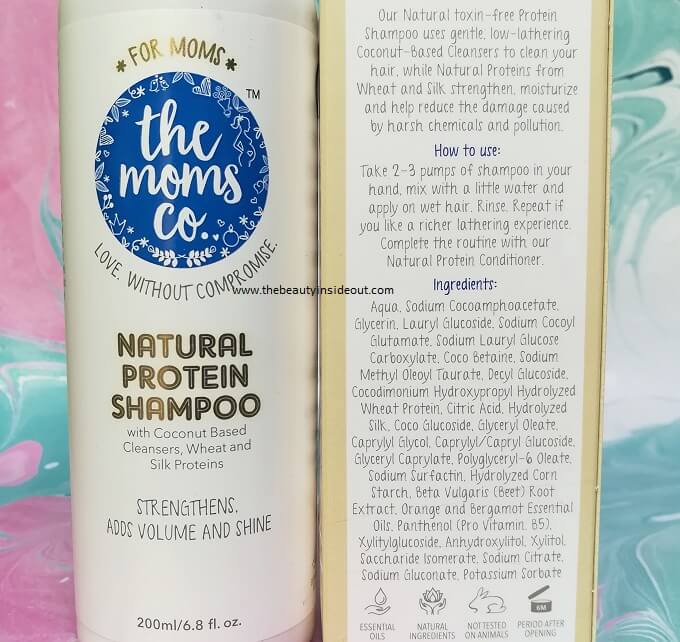 * FOR MOMS *
TM
the
moms
co.
LOVE. WITHOUT COMPROMISE.
www.thebeautyinsideout.com
NATURAL
PROTEIN
SHAMPOO
with Coconut Based
Cleansers, Wheat and
Silk Proteins
STRENGTHENS,
ADDS VOLUME AND SHINE
200ml/6.8 fl. oz.
Our Natural toxin-free Protein
Shampoo uses gentle, low-lathering
Coconut-Based Cleansers to clean your
hair, while Natural Proteins from
Wheat and Silk strengthen, moisturize
and help reduce the damage caused
by harsh chemicals and pollution.
How to use:
Take 2-3 pumps of shampoo in your
hand, mix with a little water and
apply on wet hair. Rinse. Repeat if
you like a richer lathering experience.
Complete the routine with our
Natural Protein Conditioner.
Ingredients:
Aqua, Sodium Cocoamphoacetate,
Glycerin, Lauryl Glucoside, Sodium Cocoyl
Glutamate, Sodium Lauryl Glucose
Carboxylate, Coco Betaine, Sodium
Methyl Oleoyl Taurate, Decyl Glucoside,
Cocodimonium Hydroxypropyl Hydrolyzed
Wheat Protein, Citric Acid, Hydrolyzed
Silk, Coco Glucoside, Glyceryl Oleate,
Caprylyl Glycol, Caprylyl/Capryl Glucoside,
Glyceryl Caprylate, Polyglyceryl-6 Oleate,
Sodium Surfactin, Hydrolyzed Corn
Starch, Beta Vulgaris (Beet) Root
Extract, Orange and Bergamot Essential
Oils, Panthenol (Pro Vitamin B5),
Xylitylglucoside, Anhydroxylitol, Xylitol,
Saccharide Isomerate, Sodium Citrate,
Sodium Gluconate, Potassium Sorbate
6M
ESSENTIAL NATURAL NOT TESTED PERIOD AFTER
OILS INGREDIENTS ON ANIMALS OPENING